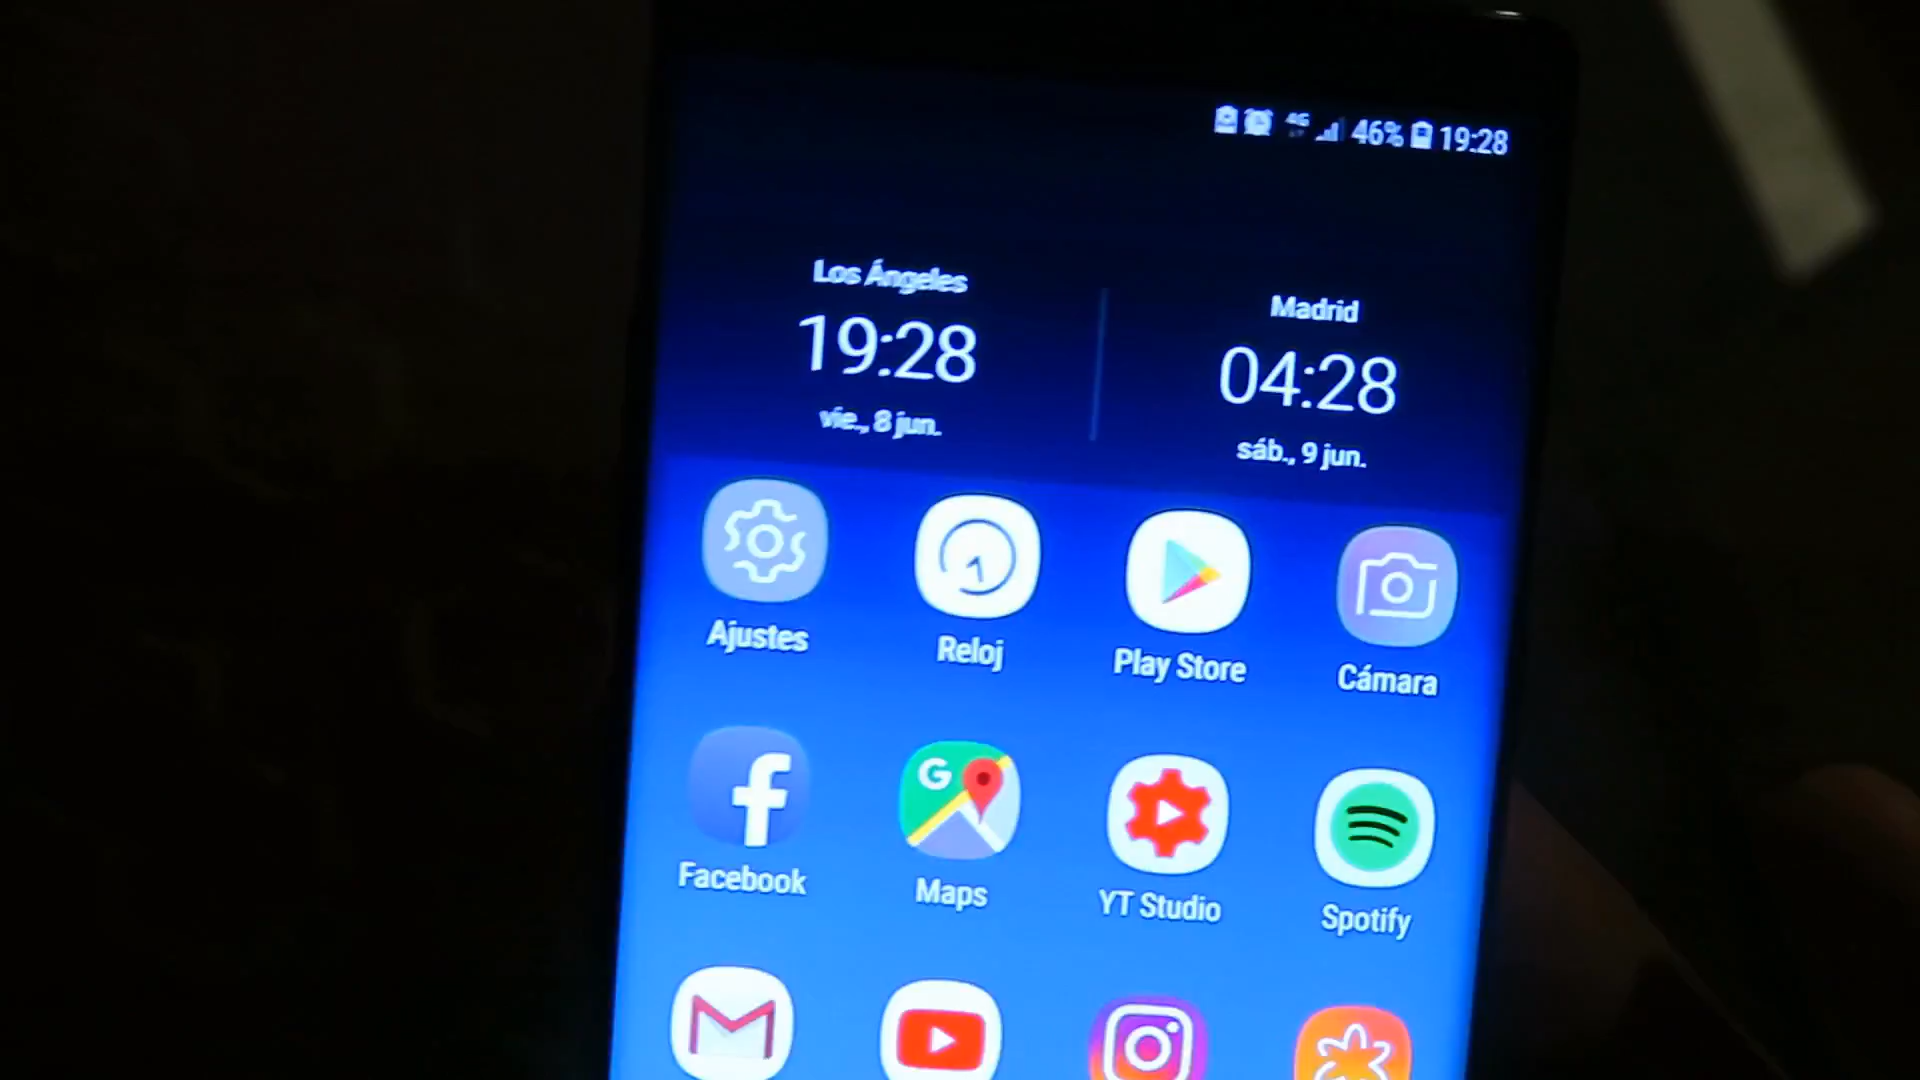 4G 46% 19:28
Los Ángeles
19:28
vie., 8 jun.
Madrid
04:28
sáb., 9 jun.
Ajustes
Reloj
Play Store
Cámara
Facebook
G
Maps
YT Studio
Spotify